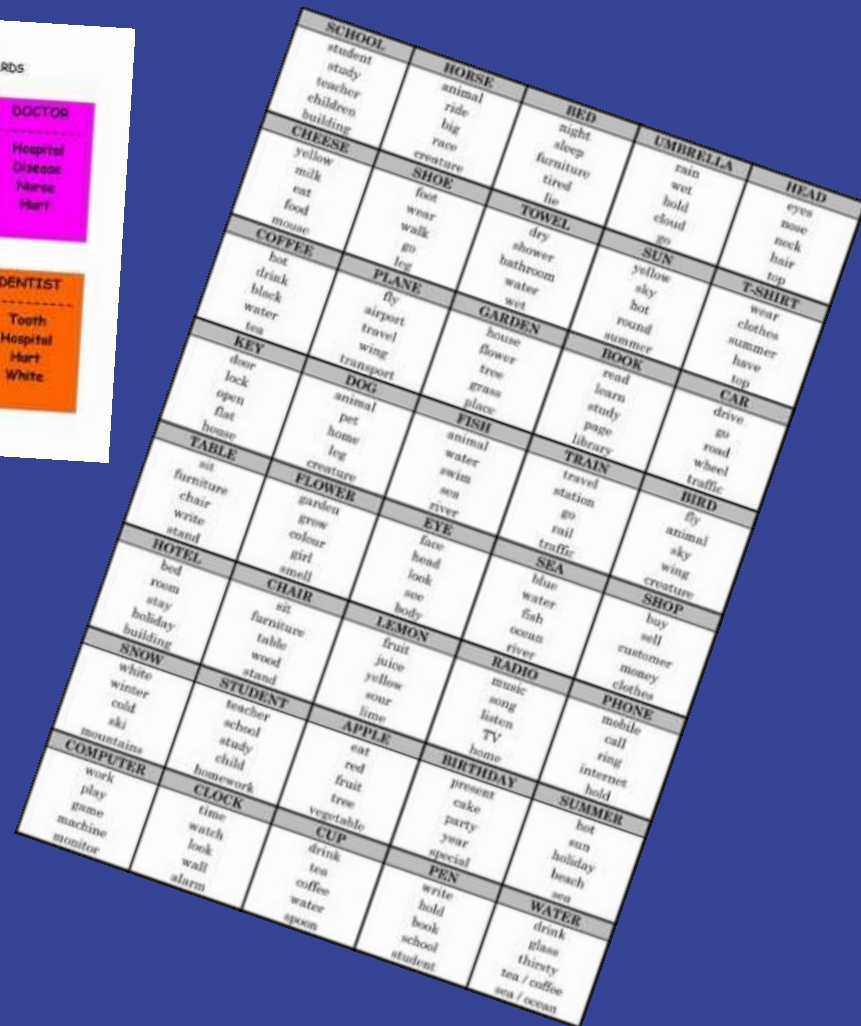 RDS
DOCTOR
Hospital
Disease
Nurse
Hurt
DENTIST
Tooth
Hospital
Hurt
White
SCHOOL
student
study
teacher
children
building
HORSE
animal
ride
big
race
creature
BED
night
sleep
furniture
tired
lie
UMBRELLA
rain
wet
hold
cloud
go
HEAD
eyes
nose
neck
hair
top
CHEESE
yellow
milk
eat
food
mouse
SHOE
foot
wear
walk
go
leg
TOWEL
dry
shower
bathroom
water
wet
SUN
yellow
sky
hot
round
summer
T-SHIRT
wear
clothes
summer
have
top
COFFEE
hot
drink
black
water
tea
PLANE
fly
airport
travel
wing
transport
GARDEN
house
flower
tree
grass
place
BOOK
read
learn
study
page
library
CAR
drive
go
road
wheel
traffic
KEY
door
lock
open
flat
house
DOG
animal
pet
home
leg
creature
FISH
animal
water
swim
sea
river
TRAIN
travel
station
go
rail
traffic
BIRD
fly
animal
sky
wing
creature
TABLE
sit
furniture
chair
write
stand
FLOWER
garden
grow
colour
girl
smell
EYE
face
head
look
see
body
SEA
blue
water
fish
ocean
river
SHOP
buy
sell
customer
money
clothes
HOTEL
bed
room
stay
holiday
building
CHAIR
sit
furniture
table
wood
stand
LEMON
fruit
juice
yellow
sour
lime
RADIO
music
song
listen
TV
home
PHONE
mobile
call
ring
internet
hold
SNOW
white
winter
cold
ski
mountains
STUDENT
teacher
school
study
child
homework
APPLE
eat
red
fruit
tree
vegetable
BIRTHDAY
present
cake
party
year
special
SUMMER
hot
sun
holiday
beach
sea
COMPUTER
work
play
game
machine
monitor
CLOCK
time
watch
look
wall
alarm
CUP
drink
tea
coffee
water
spoon
PEN
write
hold
book
school
student
WATER
drink
glass
thirsty
tea / coffee
sea / ocean